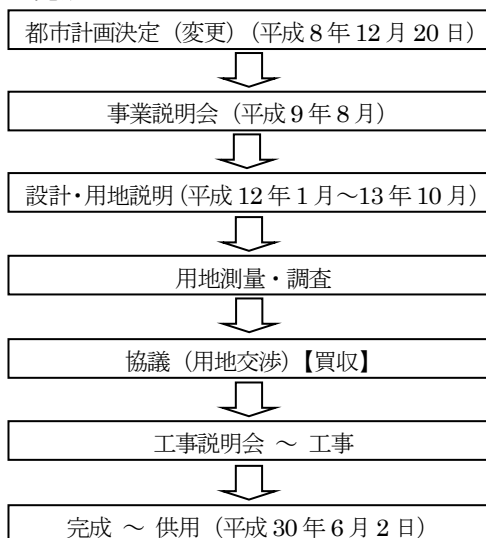 都市計画決定（変更）(平成8年12月20日)
事業説明会（平成9年8月）
設計・用地説明(平成12年1月～13年10月)
用地測量・調査
協議（用地交渉）【買収】
工事説明会 ～ 工事
完成 ～ 供用（平成30年6月2日）